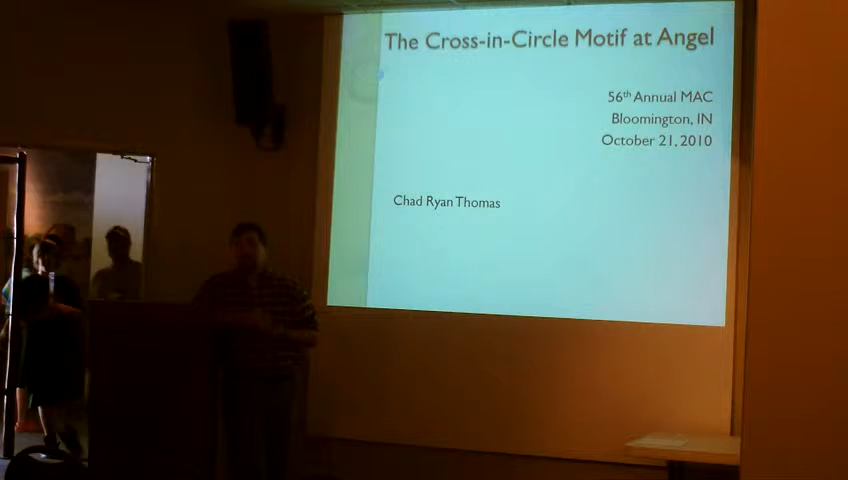 The Cross-in-Circle Motif at Angel
56th Annual MAC
Bloomington, IN
October 21, 2010
Chad Ryan Thomas